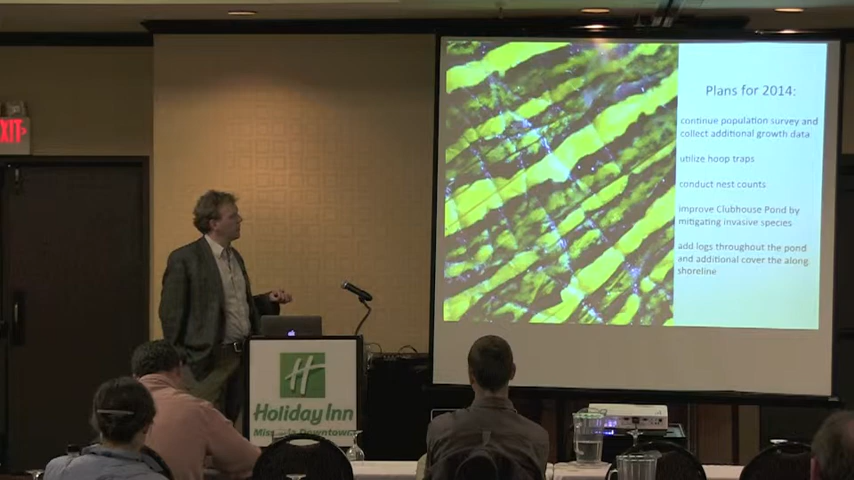 EXIT
Plans for 2014:
continue population survey and
collect additional growth data
utilize hoop traps
conduct nest counts
improve Clubhouse Pond by
mitigating invasive species
add logs throughout the pond
and additional cover the along
shoreline
H
Holiday Inn
Downtown